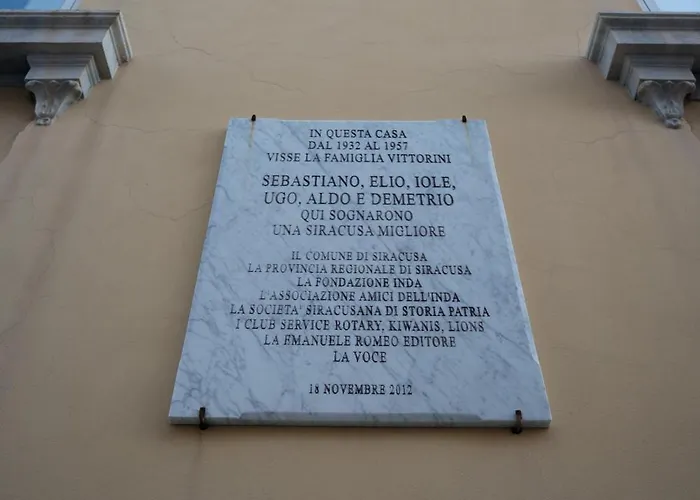 IN QUESTA CASA
DAL 1932 AL 1957
VISSE LA FAMIGLIA VITTORINI
SEBASTIANO, ELIO, IOLE,
UGO, ALDO E DEMETRIO
QUI SOGNARONO
UNA SIRACUSA MIGLIORE
IL COMUNE DI SIRACUSA
LA PROVINCIA REGIONALE DI SIRACUSA
LA FONDAZIONE INDA
L'ASSOCIAZIONE AMICI DELL'INDA
LA SOCIETA' SIRACUSANA DI STORIA PATRIA
I CLUB SERVICE ROTARY, KIWANIS, LIONS
LA EMANUELE ROMEO EDITORE
LA VOCE
18 NOVEMBRE 2012